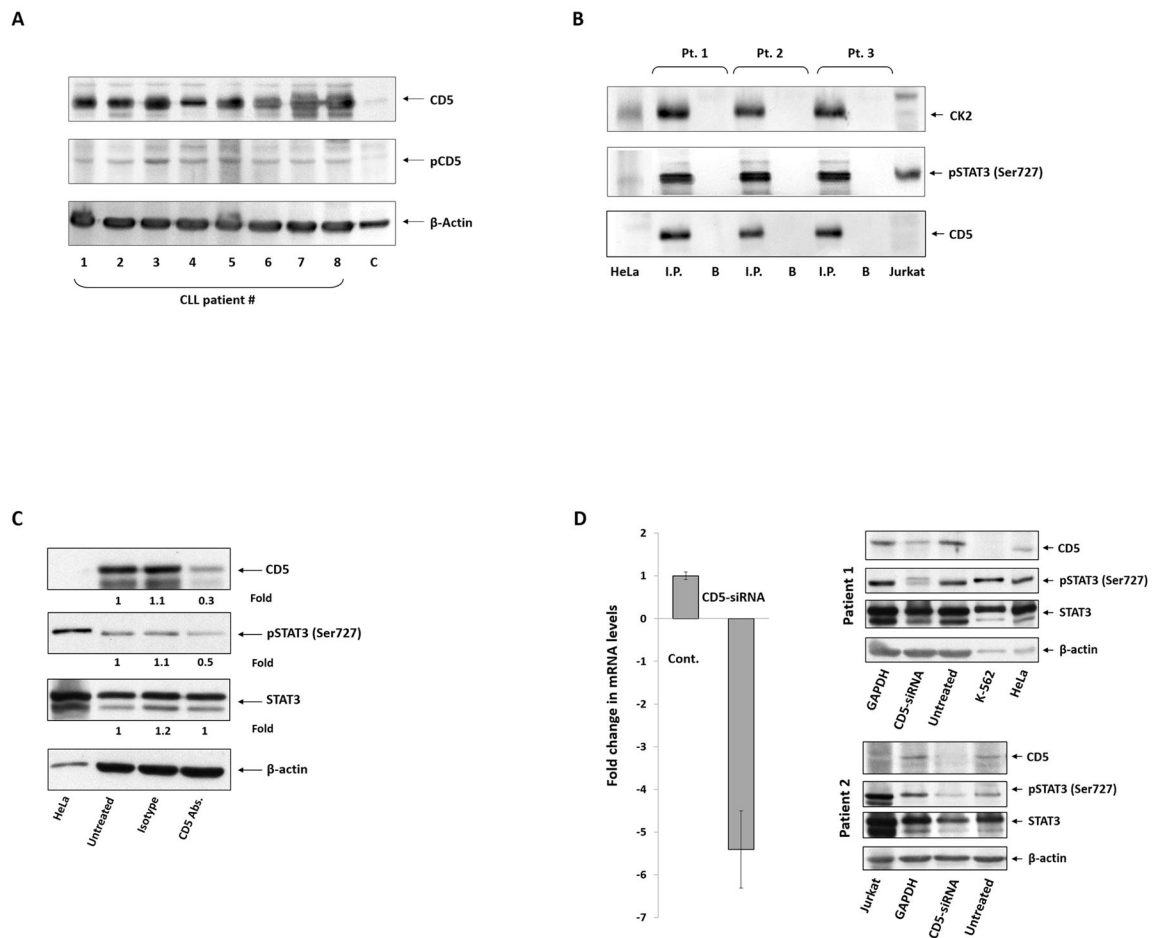 A
CD5
pCD5
β-Actin
1 2 3 4 5 6 7 8 C
CLL patient #
B
Pt. 1 Pt. 2 Pt. 3
CK2
pSTAT3 (Ser727)
CD5
HeLa I.P. B I.P. B I.P. B Jurkat
C
CD5
Fold 1 1.1 0.3
pSTAT3 (Ser727)
1 1.1 0.5 Fold
STAT3
1 1.2 1 Fold
β-actin
HeLa Untreated Isotype CD5 Abs.
D
Fold change in mRNA levels
2
1
0
-1
-2
-3
-4
-5
-6
-7
CD5-siRNA
Cont.
Patient 1
CD5
pSTAT3 (Ser727)
STAT3
β-actin
GAPDH CD5-siRNA Untreated K-562 HeLa
Patient 2
CD5
pSTAT3 (Ser727)
STAT3
β-actin
Jurkat GAPDH CD5-siRNA Untreated